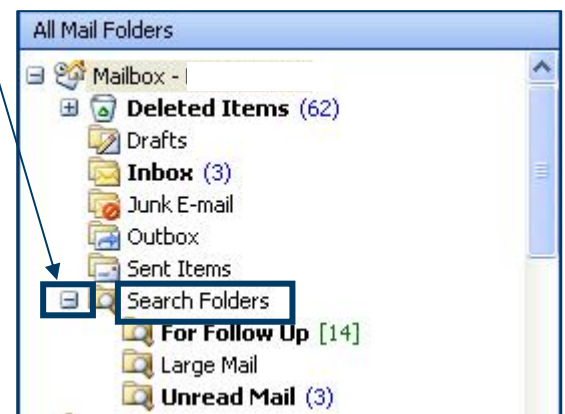 All Mail Folders
Mailbox -
Deleted Items (62)
Drafts
Inbox (3)
Junk E-mail
Outbox
Sent Items
Search Folders
For Follow Up [14]
Large Mail
Unread Mail (3)